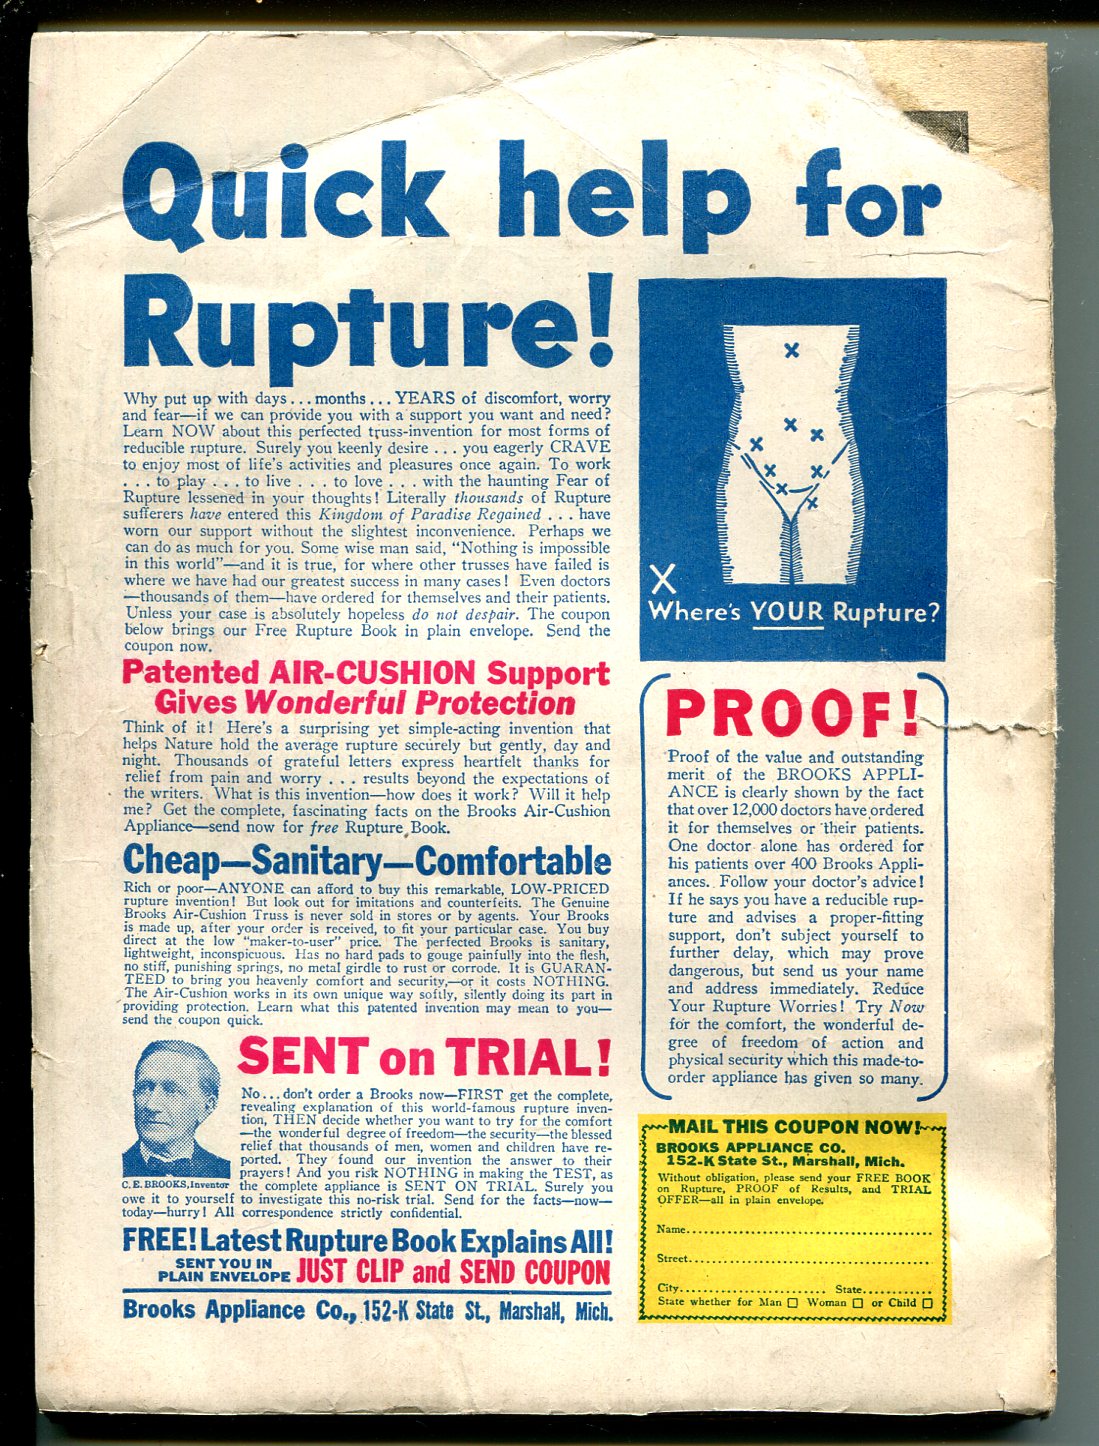 Quick help for
Rupture!
Why put up with days . . . months . . . YEARS of discomfort, worry
and fear—if we can provide you with a support you want and need?
Learn NOW about this perfected truss-invention for most forms of
reducible rupture. Surely you keenly desire . . . you eagerly CRAVE
to enjoy most of life's activities and pleasures once again. To work
. . . to play . . . to live . . . to love . . . with the haunting Fear of
Rupture lessened in your thoughts! Literally thousands of Rupture
sufferers have entered this Kingdom of Paradise Regained . . . have
worn our support without the slightest inconvenience. Perhaps we
can do as much for you. Some wise man said, "Nothing is impossible
in this world"—and it is true, for where other trusses have failed is
where we have had our greatest success in many cases! Even doctors
—thousands of them—have ordered for themselves and their patients.
Unless your case is absolutely hopeless do not despair. The coupon
below brings our Free Rupture Book in plain envelope. Send the
coupon now.
Patented AIR-CUSHION Support
Gives Wonderful Protection
Think of it! Here's a surprising yet simple-acting invention that
helps Nature hold the average rupture securely but gently, day and
night. Thousands of grateful letters express heartfelt thanks for
relief from pain and worry . . . results beyond the expectations of
the writers. What is this invention—how does it work? Will it help
me? Get the complete, fascinating facts on the Brooks Air-Cushion
Appliance—send now for free Rupture Book.
Cheap—Sanitary—Comfortable
Rich or poor—ANYONE can afford to buy this remarkable, LOW-PRICED
rupture invention! But look out for imitations and counterfeits. The Genuine
Brooks Air-Cushion Truss is never sold in stores or by agents. Your Brooks
is made up, after your order is received, to fit your particular case. You buy
direct at the low "maker-to-user" price. The perfected Brooks is sanitary,
lightweight, inconspicuous. Has no hard pads to gouge painfully into the flesh,
no stiff, punishing springs, no metal girdle to rust or corrode. It is GUARAN-
TEED to bring you heavenly comfort and security,—or it costs NOTHING.
The Air-Cushion works in its own unique way softly, silently doing its part in
providing protection. Learn what this patented invention may mean to you—
send the coupon quick.
SENT on TRIAL!
No . . . don't order a Brooks now—FIRST get the complete,
revealing explanation of this world-famous rupture inven-
tion, THEN decide whether you want to try for the comfort
—the wonderful degree of freedom—the security—the blessed
relief that thousands of men, women and children have re-
ported. They found our invention the answer to their
prayers! And you risk NOTHING in making the TEST, as
the complete appliance is SENT ON TRIAL. Surely you
owe it to yourself to investigate this no-risk trial. Send for the facts—now—
today—hurry! All correspondence strictly confidential.
C. E. BROOKS, Inventor
FREE! Latest Rupture Book Explains All!
SENT YOU IN
PLAIN ENVELOPE
JUST CLIP and SEND COUPON
Brooks Appliance Co., 152-K State St., Marshall, Mich.
X X X X X X X X X
X
Where's YOUR Rupture?
PROOF!
Proof of the value and outstanding
merit of the BROOKS APPLI-
ANCE is clearly shown by the fact
that over 12,000 doctors have ordered
it for themselves or their patients.
One doctor alone has ordered for
his patients over 400 Brooks Appli-
ances. Follow your doctor's advice!
If he says you have a reducible rup-
ture and advises a proper-fitting
support, don't subject yourself to
further delay, which may prove
dangerous, but send us your name
and address immediately. Reduce
Your Rupture Worries! Try Now
for the comfort, the wonderful de-
gree of freedom of action and
physical security which this made-to-
order appliance has given so many.
MAIL THIS COUPON NOW!
BROOKS APPLIANCE CO.
152-K State St., Marshall, Mich.
Without obligation, please send your FREE BOOK
on Rupture, PROOF of Results, and TRIAL
OFFER—all in plain envelope.
Name
Street
City State
State whether for Man □ Woman □ or Child □